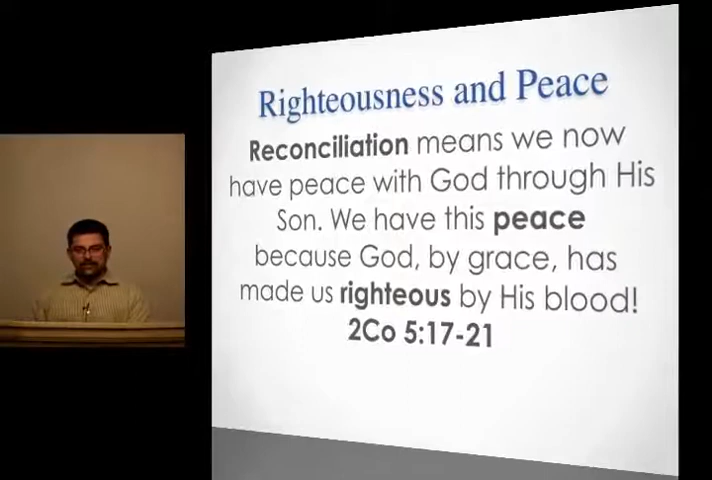 Righteousness and Peace
Reconciliation means we now
have peace with God through His
Son. We have this peace
because God, by grace, has
made us righteous by His blood!
2Co 5:17-21